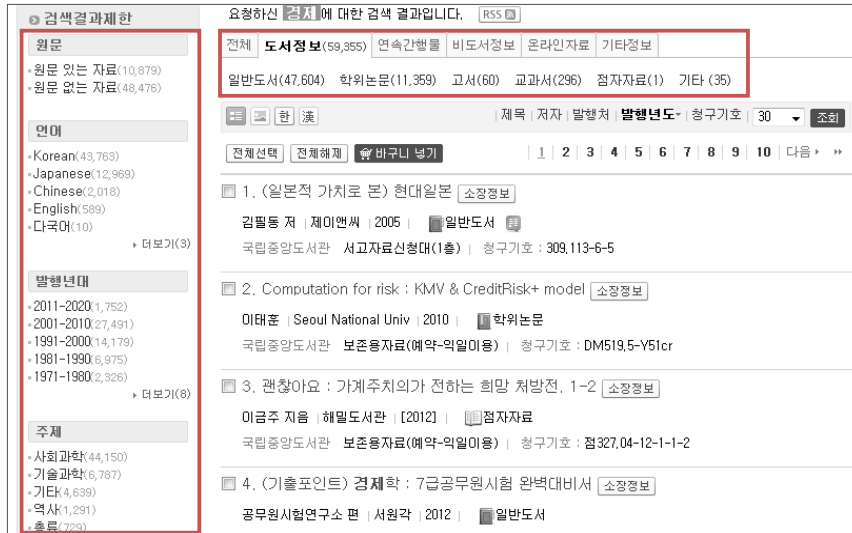 검색결과제한
원문
원문 있는 자료(10,879)
원문 없는 자료(48,476)
언어
Korean(43,763)
Japanese(12,969)
Chinese(2,018)
English(589)
다국어(10)
더보기(3)
발행년대
2011-2020(1,752)
2001-2010(27,491)
1991-2000(14,179)
1981-1990(6,975)
1971-1980(2,326)
더보기(8)
주제
사회과학(44,150)
기술과학(6,787)
기타(4,639)
역사(1,291)
총류(729)
요청하신 경제 에 대한 검색 결과입니다. RSS
전체 도서정보(59,355) 연속간행물 비도서정보 온라인자료 기타정보
일반도서(47,604) 학위논문(11,359) 고서(60) 교과서(296) 점자자료(1) 기타 (35)
한 漢 | 제목 | 저자 | 발행처 | 발행년도 | 청구기호 | 30 조회
전체선택 전체해제 바구니 넣기 | 1 | 2 | 3 | 4 | 5 | 6 | 7 | 8 | 9 | 10 | 다음
1. (일본적 가치로 본) 현대일본 소장정보
김필동 저 | 제이앤씨 | 2005 | 일반도서
국립중앙도서관 서고자료신청대(1층) | 청구기호 : 309.113-6-5
2. Computation for risk : KMV & CreditRisk+ model 소장정보
이태훈 | Seoul National Univ | 2010 | 학위논문
국립중앙도서관 보존용자료(예약-익일이용) | 청구기호 : DM519.5-Y51cr
3. 괜찮아요 : 가계주치의가 전하는 희망 처방전. 1-2 소장정보
이금주 지음 | 해밀도서관 | [2012] | 점자자료
국립중앙도서관 보존용자료(예약-익일이용) | 청구기호 : 점327.04-12-1-1-2
4. (기출포인트) 경제학 : 7급공무원시험 완벽대비서 소장정보
공무원시험연구소 편 | 서원각 | 2012 | 일반도서